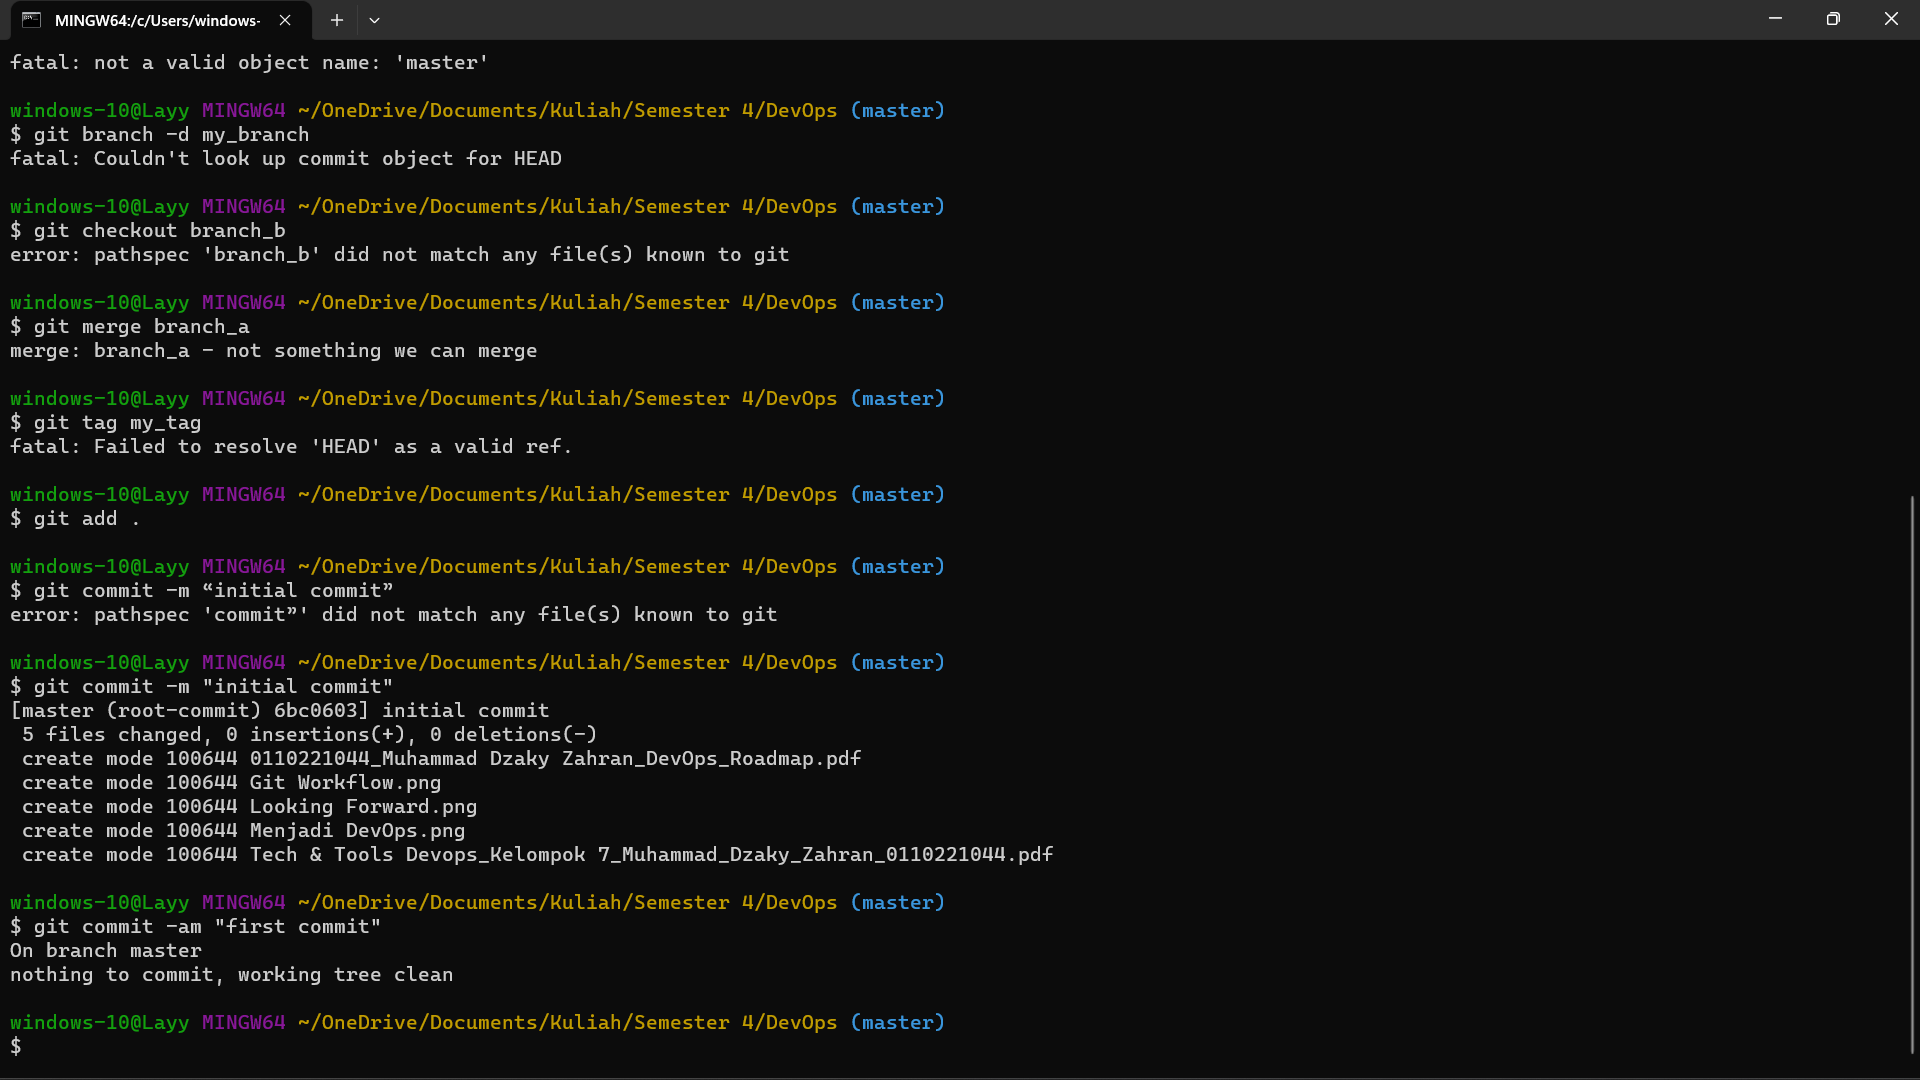 MINGW64:/c/Users/windows-
fatal: not a valid object name: 'master'
windows-10@Layy MINGW64 ~/OneDrive/Documents/Kuliah/Semester 4/DevOps (master)
$ git branch -d my_branch
fatal: Couldn't look up commit object for HEAD
windows-10@Layy MINGW64 ~/OneDrive/Documents/Kuliah/Semester 4/DevOps (master)
$ git checkout branch_b
error: pathspec 'branch_b' did not match any file(s) known to git
windows-10@Layy MINGW64 ~/OneDrive/Documents/Kuliah/Semester 4/DevOps (master)
$ git merge branch_a
merge: branch_a - not something we can merge
windows-10@Layy MINGW64 ~/OneDrive/Documents/Kuliah/Semester 4/DevOps (master)
$ git tag my_tag
fatal: Failed to resolve 'HEAD' as a valid ref.
windows-10@Layy MINGW64 ~/OneDrive/Documents/Kuliah/Semester 4/DevOps (master)
$ git add .
windows-10@Layy MINGW64 ~/OneDrive/Documents/Kuliah/Semester 4/DevOps (master)
$ git commit -m “initial commit”
error: pathspec 'commit”' did not match any file(s) known to git
windows-10@Layy MINGW64 ~/OneDrive/Documents/Kuliah/Semester 4/DevOps (master)
$ git commit -m "initial commit"
[master (root-commit) 6bc0603] initial commit
 5 files changed, 0 insertions(+), 0 deletions(-)
 create mode 100644 0110221044_Muhammad Dzaky Zahran_DevOps_Roadmap.pdf
 create mode 100644 Git Workflow.png
 create mode 100644 Looking Forward.png
 create mode 100644 Menjadi DevOps.png
 create mode 100644 Tech & Tools Devops_Kelompok 7_Muhammad_Dzaky_Zahran_0110221044.pdf
windows-10@Layy MINGW64 ~/OneDrive/Documents/Kuliah/Semester 4/DevOps (master)
$ git commit -am "first commit"
On branch master
nothing to commit, working tree clean
windows-10@Layy MINGW64 ~/OneDrive/Documents/Kuliah/Semester 4/DevOps (master)
$